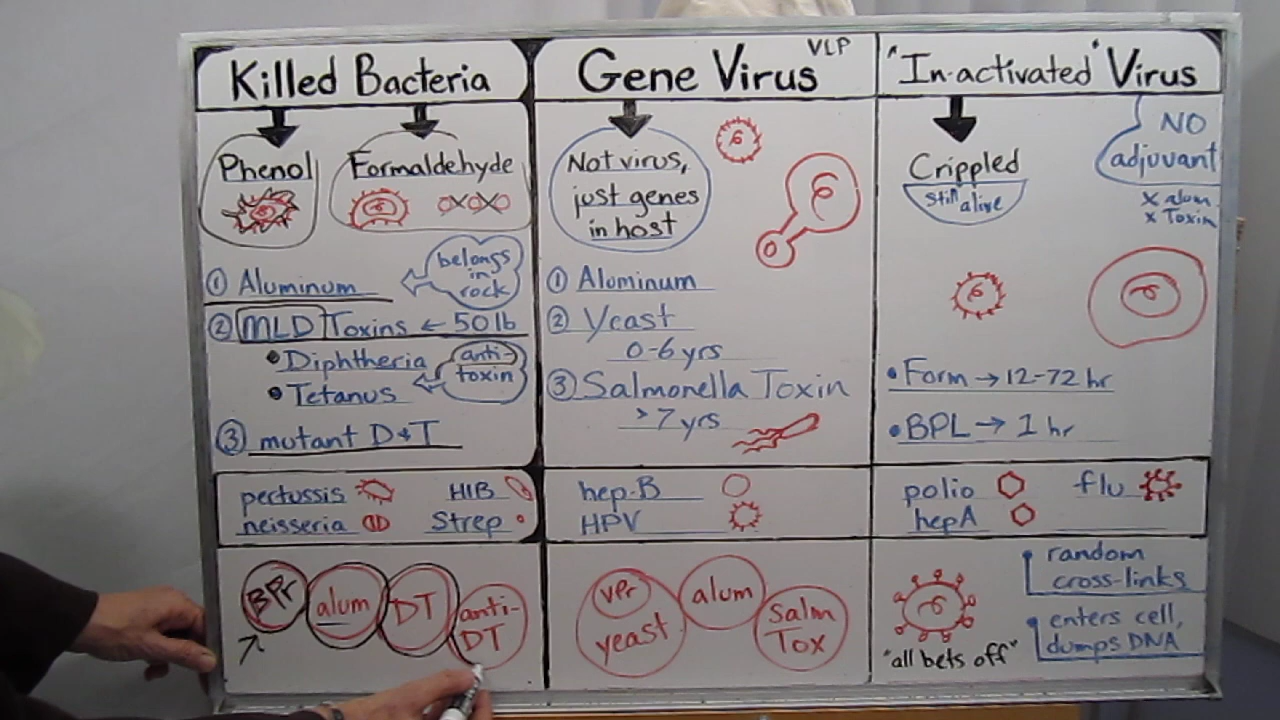 Killed Bacteria
Phenol
Formaldehyde
① Aluminum
belongs
in
rock
② MLD Toxins ← 50 lb
• Diphtheria
• Tetanus
anti-
toxin
③ mutant D&T
pertussis
HIB
neisseria
Strep
BPr
alum
DT
anti-
DT
Gene Virus VLP
Not virus,
just genes
in host
① Aluminum
② Yeast
0-6 yrs
③ Salmonella Toxin
>7 yrs
hep-B
HPV
VPr
yeast
alum
Salm
Tox
"In-activated" Virus
Crippled
Still alive
NO
adjuvant
x alum
x Toxin
• Form → 12-72 hr
• BPL → 1 hr
polio
flu
hepA
random
cross-links
enters cell,
dumps DNA
"all bets off"